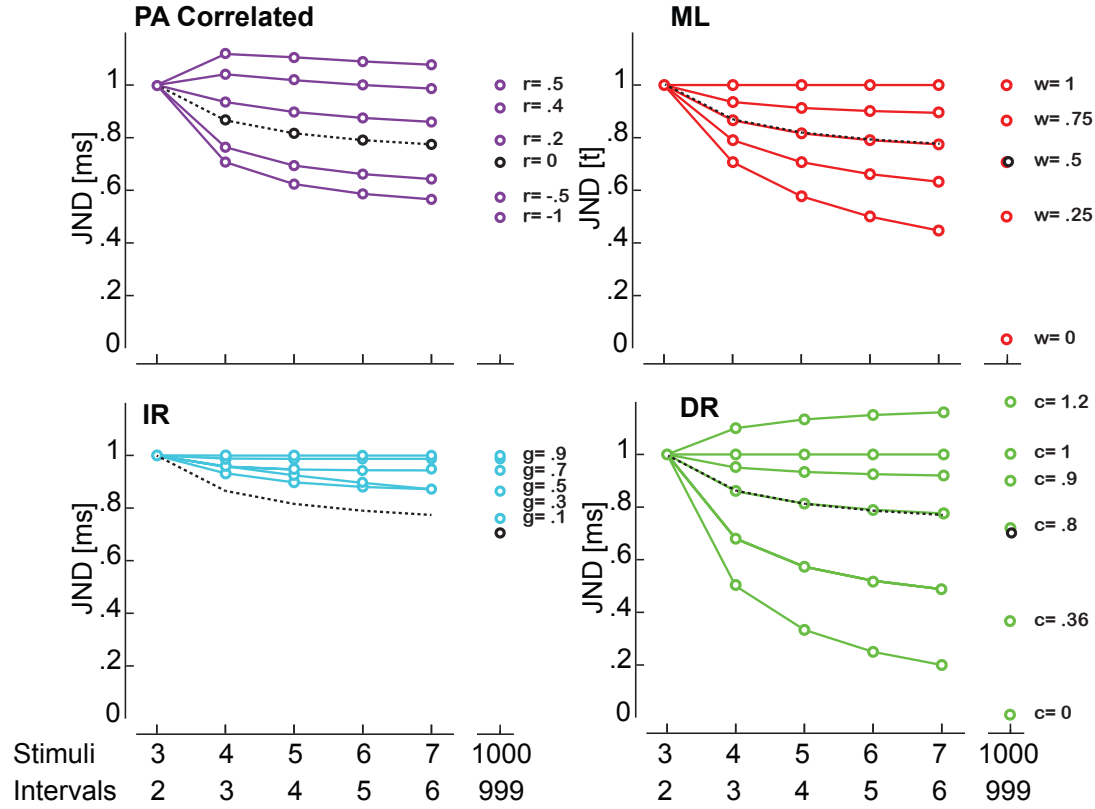 PA Correlated
JND [ms]
1
.8
.6
.4
.2
0
r= .5
r= .4
r= .2
r= 0
r= -.5
r= -1
ML
JND [t]
1
.8
.6
.4
.2
0
w= 1
w= .75
w= .5
w= .25
w= 0
IR
JND [ms]
1
.8
.6
.4
.2
0
g= .9
g= .7
g= .5
g= .3
g= .1
DR
JND [ms]
1
.8
.6
.4
.2
0
c= 1.2
c= 1
c= .9
c= .8
c= .36
c= 0
Stimuli 3 4 5 6 7 1000 3 4 5 6 7 1000
Intervals 2 3 4 5 6 999 2 3 4 5 6 999